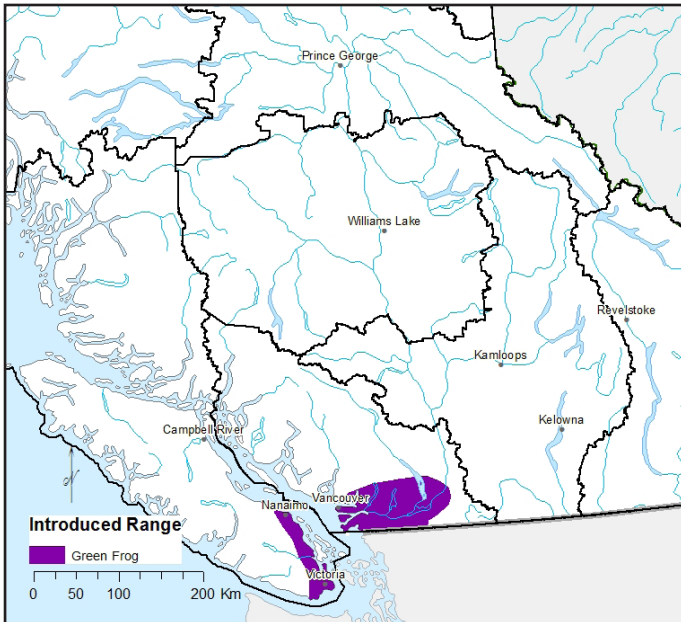 Prince George
Williams Lake
Revelstoke
Kamloops
Kelowna
Campbell River
Vancouver
Nanaimo
N
Introduced Range
Green Frog
Victoria
0 50 100 200 Km